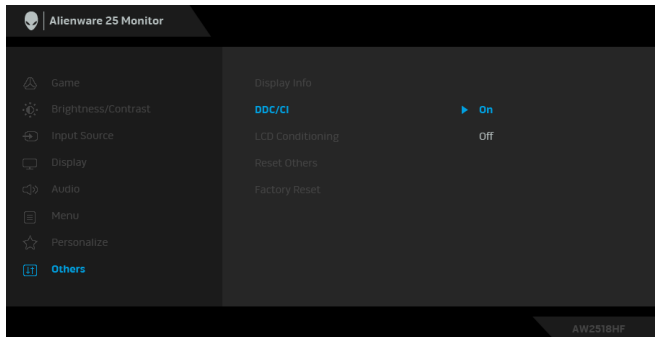 Alienware 25 Monitor
Game
Display Info
Brightness/Contrast
DDC/CI
On
Input Source
LCD Conditioning
Off
Display
Reset Others
Audio
Factory Reset
Menu
Personalize
Others
AW2518HF